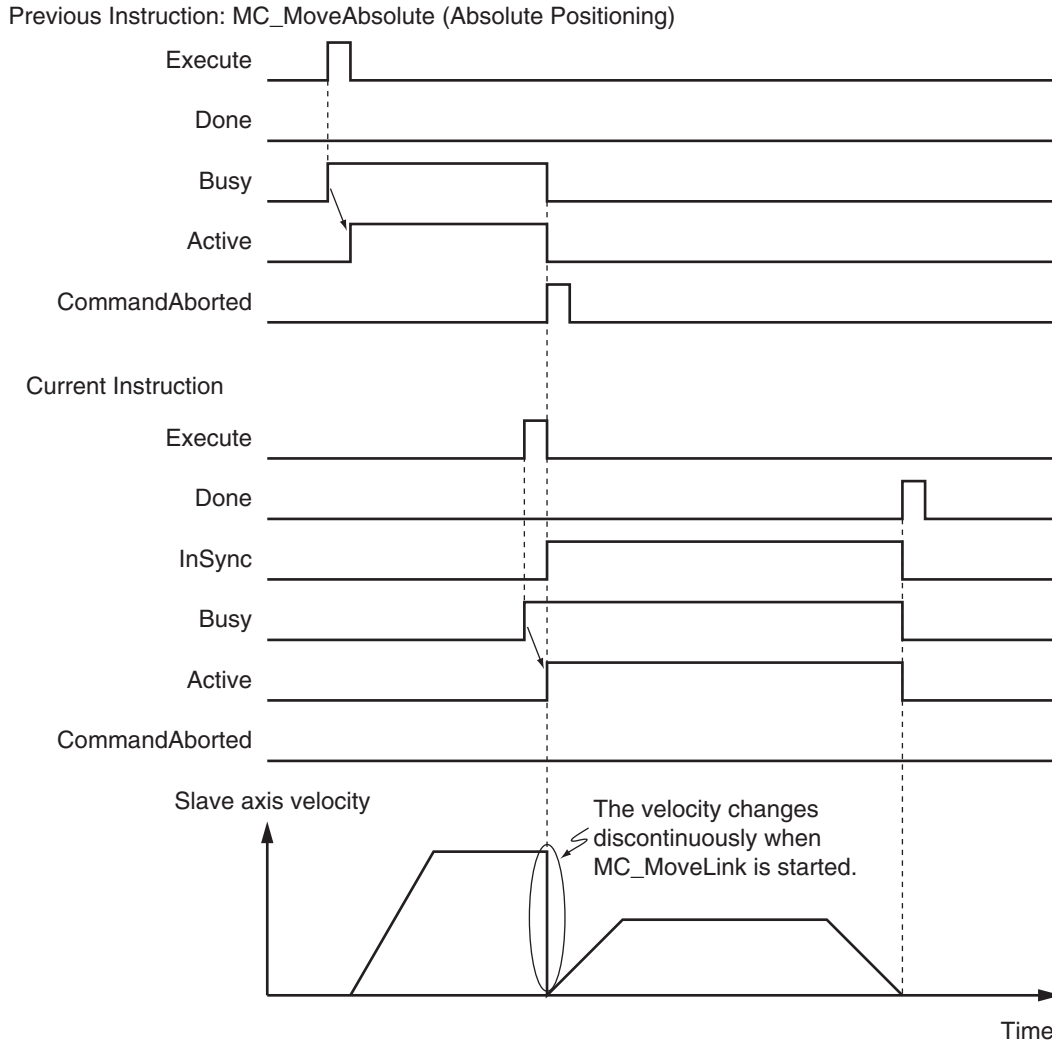 Previous Instruction: MC_MoveAbsolute (Absolute Positioning)
Execute
Done
Busy
Active
CommandAborted
Current Instruction
Execute
Done
InSync
Busy
Active
CommandAborted
Slave axis velocity
The velocity changes
discontinuously when
MC_MoveLink is started.
Time